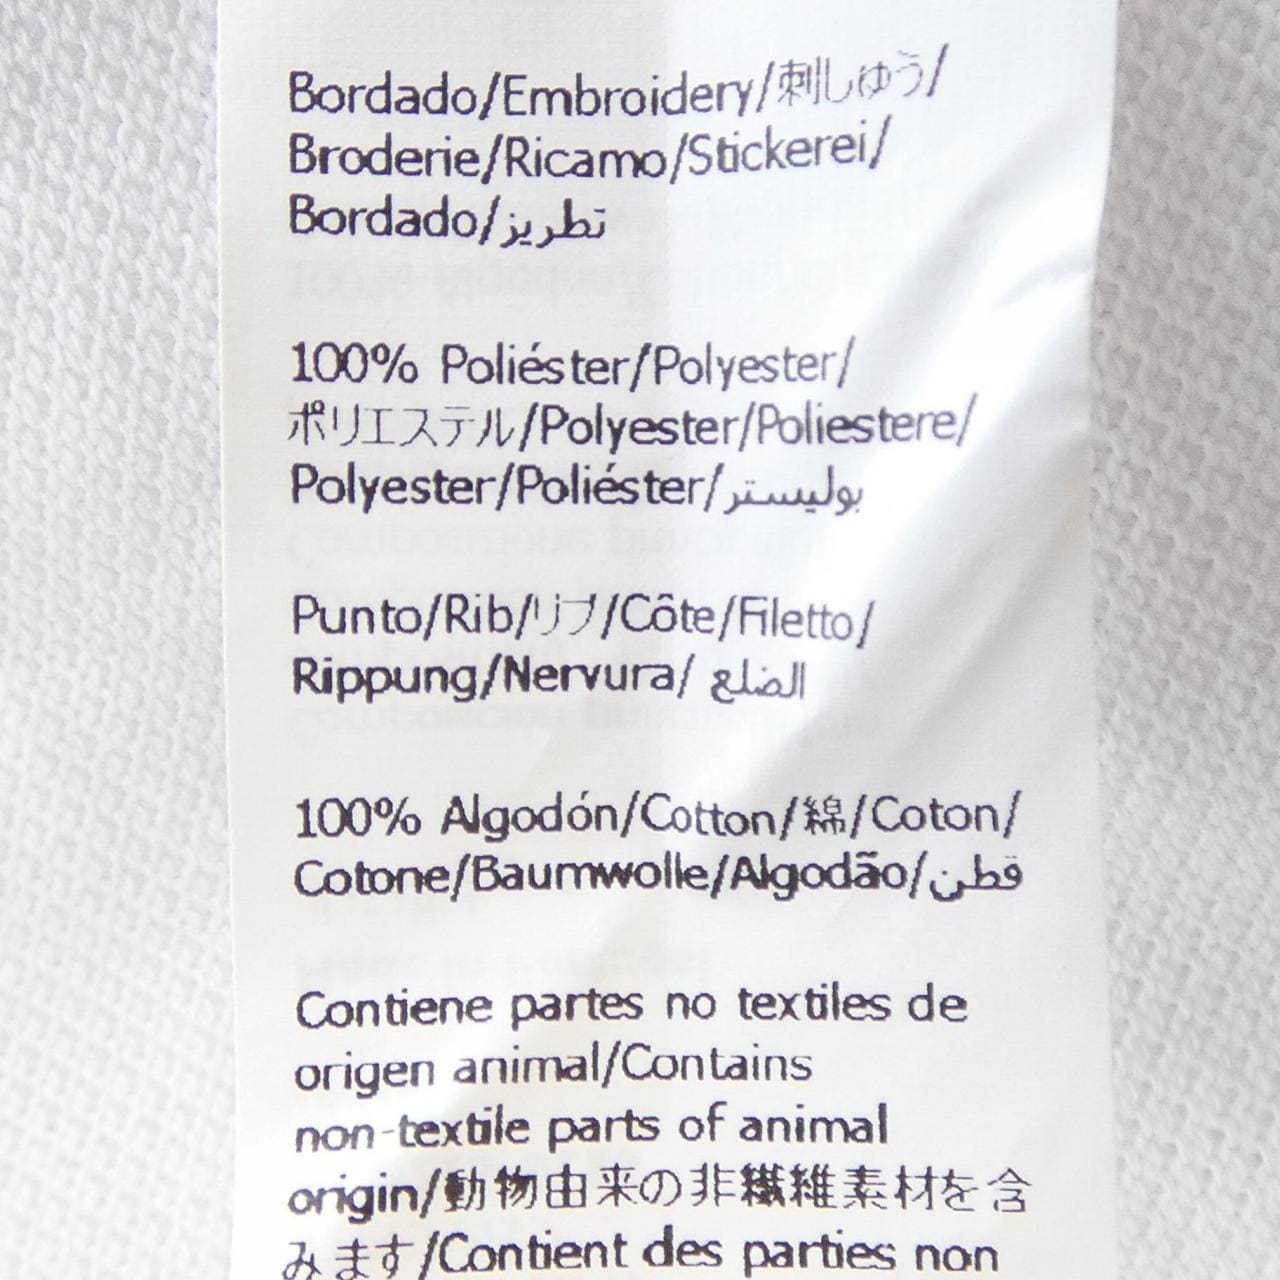 Bordado/Embroidery/刺しゅう/
Broderie/Ricamo/Stickerei/
Bordado/تطريز
100% Poliéster/Polyester/
ポリエステル/Polyester/Poliestere/
Polyester/Poliéster/بوليستر
Punto/Rib/リブ/Côte/Filetto/
Rippung/Nervura/ الضلع
100% Algodón/Cotton/綿/Coton/
Cotone/Baumwolle/Algodão/قطن
Contiene partes no textiles de
origen animal/Contains
non-textile parts of animal
origin/動物由来の非繊維素材を含
みます/Contient des parties non